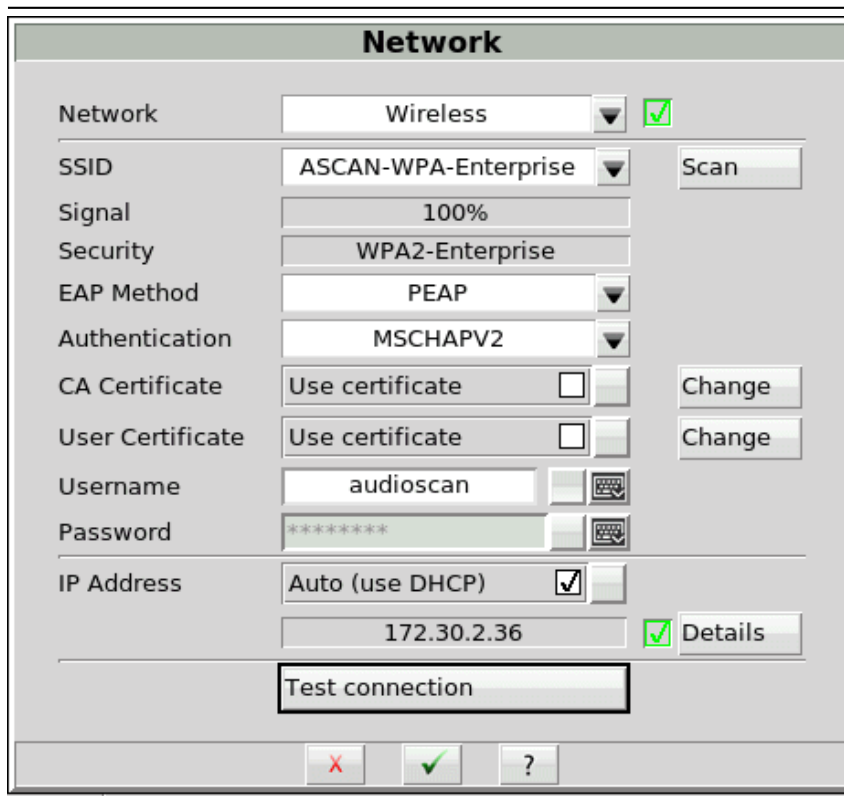 Network
Network Wireless
SSID ASCAN-WPA-Enterprise Scan
Signal 100%
Security WPA2-Enterprise
EAP Method PEAP
Authentication MSCHAPV2
CA Certificate Use certificate Change
User Certificate Use certificate Change
Username audioscan
Password ********
IP Address Auto (use DHCP)
172.30.2.36 Details
Test connection
X ?